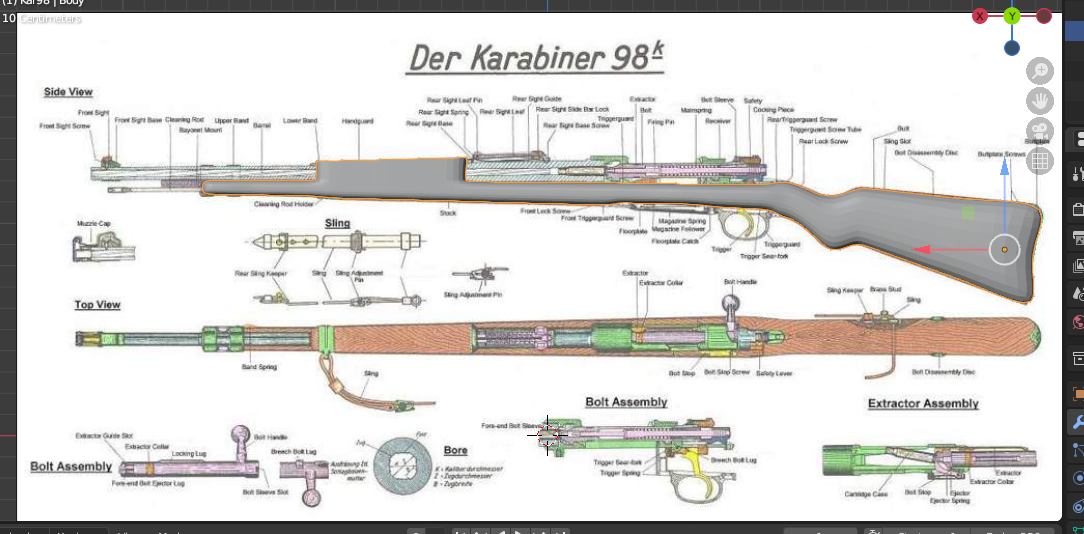 (1) Kar98 | Body
10 Centimeters
X
Y
Der Karabiner 98k
Side View
Front Sight Screw
Front Sight
Front Sight Base
Cleaning Rod
Bayonet Mount
Upper Band
Barrel
Lower Band
Handguard
Rear Sight Leaf Pin
Rear Sight Spring
Rear Sight Base
Rear Sight Guide
Rear Sight Leaf
Rear Sight Slide Bar Lock
Rear Sight Base Screw
Triggerguard
Extractor
Bolt
Firing Pin
Mainspring
Bolt Sleeve
Receiver
Safety
Cocking Piece
Rear Triggerguard Screw
Triggerguard Screw Tube
Rear Lock Screw
Butt
Sling Slot
Bolt Disassembly Disc
Buttplate Screws
Buttplate
Cleaning Rod Holder
Stock
Front Lock Screw
Front Triggerguard Screw
Floorplate
Magazine Spring
Magazine Follower
Floorplate Catch
Trigger
Triggerguard
Trigger Sear-fork
Muzzle Cap
Sling
Rear Sling Keeper
Sling
Sling Adjustment
Pin
Sling Adjustment Pin
Top View
Extractor
Extractor Collar
Bolt Handle
Sling Keeper
Brass Stud
Sling
Band Spring
Sling
Bolt Stop
Bolt Stop Screw
Safety Lever
Bolt Disassembly Disc
Bolt Assembly
Extractor Guide Slot
Extractor Collar
Locking Lug
Bolt Handle
Fore-end Bolt Ejector Lug
Bolt Sleeve Slot
Breech Bolt Lug
Bore
K = Kaliberdurchmesser
Z = Zugdurchmesser
B = Zugbreite
Bolt Assembly
Fore-end Bolt Sleeve
Trigger Sear-fork
Trigger Spring
Breech Bolt Lug
Extractor Assembly
Cartridge Case
Bolt Stop
Ejector
Ejector Spring
Extractor
Extractor Collar